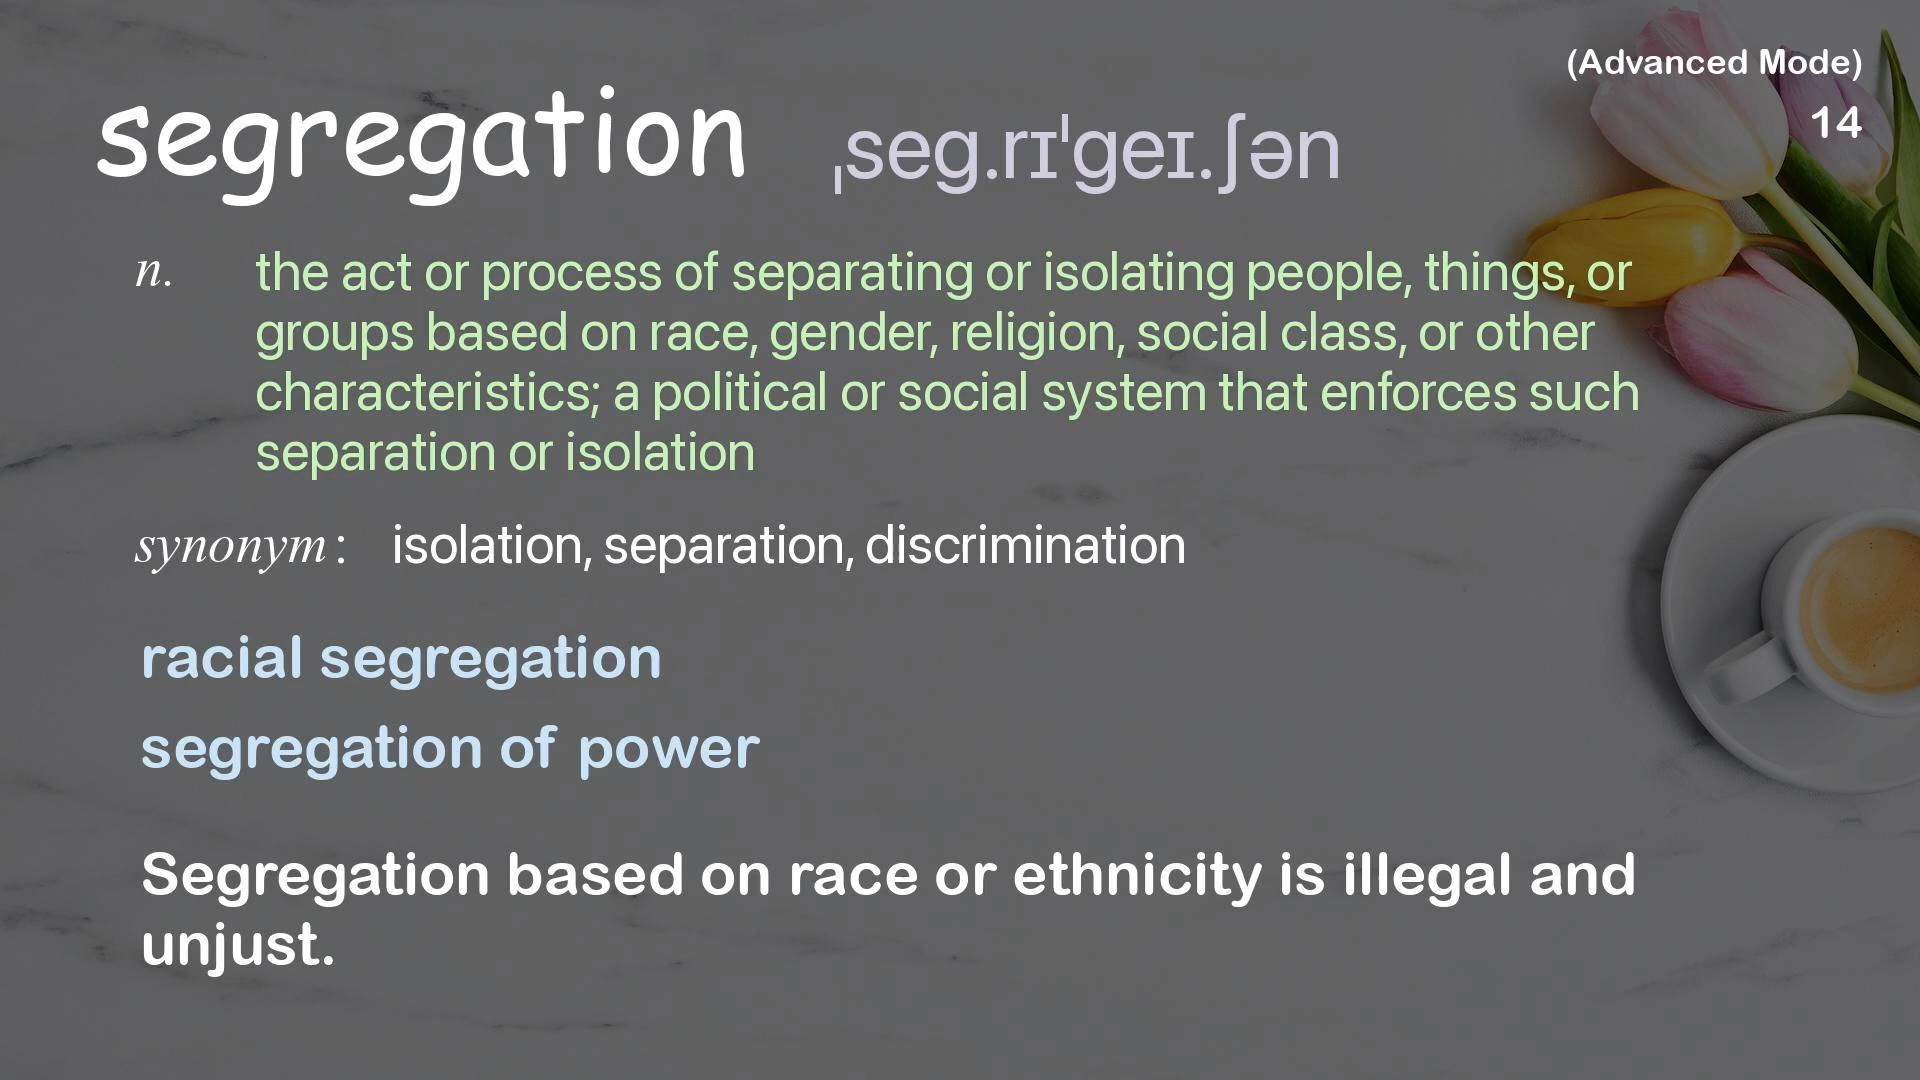 (Advanced Mode)
14
segregation ˌseg.rɪˈgeɪ.ʃən
n. the act or process of separating or isolating people, things, or
groups based on race, gender, religion, social class, or other
characteristics; a political or social system that enforces such
separation or isolation
synonym: isolation, separation, discrimination
racial segregation
segregation of power
Segregation based on race or ethnicity is illegal and
unjust.